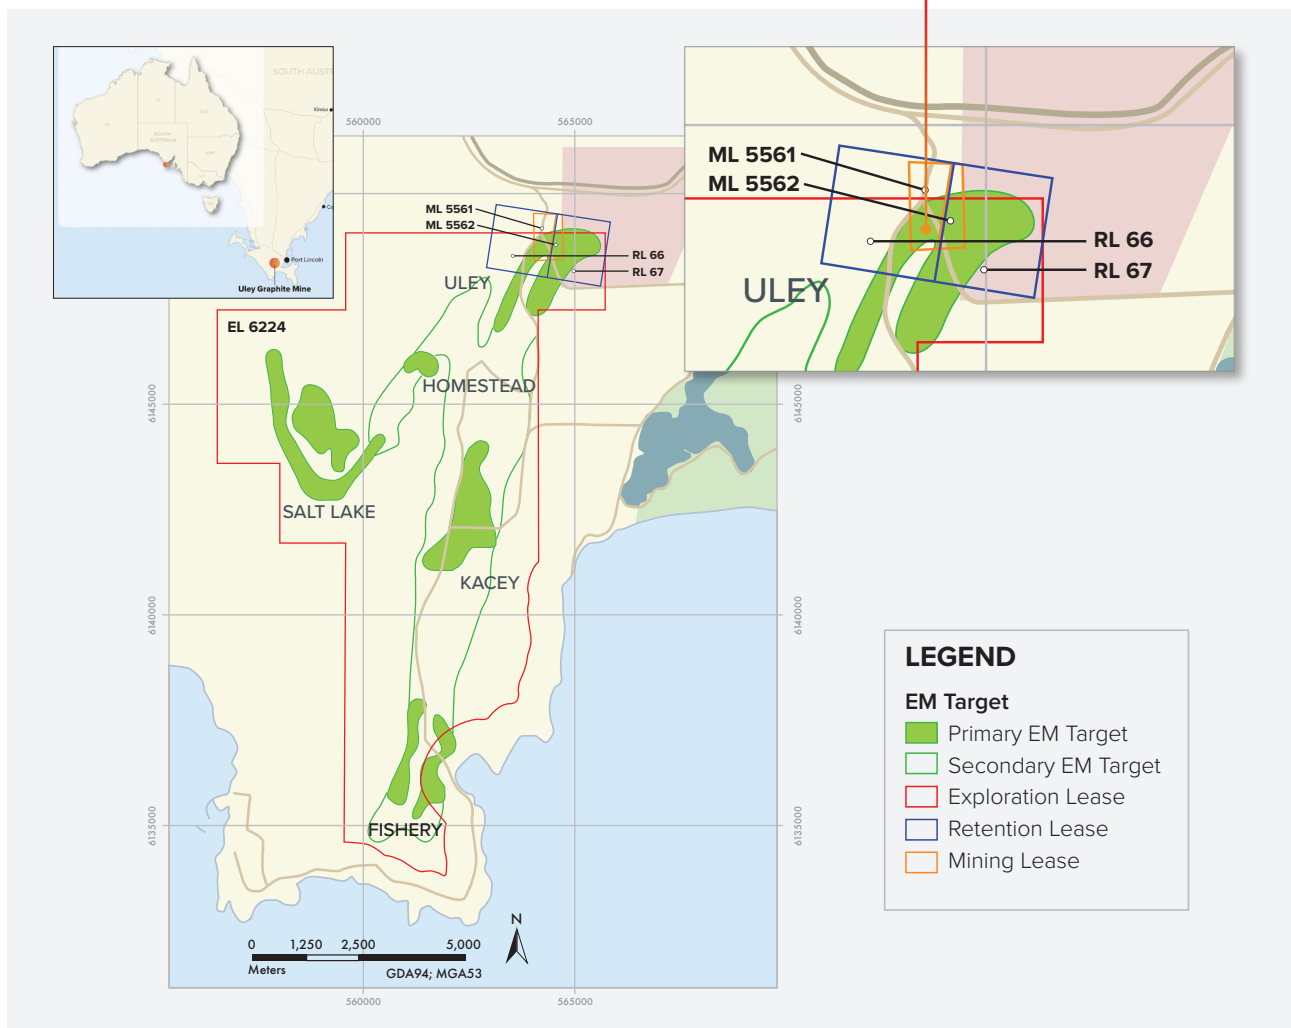 SOUTH AUSTR
Kimba
SOUTH
AUSTRALIA
Port Lincoln
Uley Graphite Mine
560000
565000
ML 5561
ML 5562
RL 66
RL 67
ULEY
ML 5561
ML 5562
RL 66
RL 67
ULEY
EL 6224
HOMESTEAD
6145000
6145000
SALT LAKE
KACEY
6140000
6140000
6135000
6135000
FISHERY
0 1,250 2,500 5,000
Meters
GDA94; MGA53
N
560000
565000
LEGEND
EM Target
Primary EM Target
Secondary EM Target
Exploration Lease
Retention Lease
Mining Lease